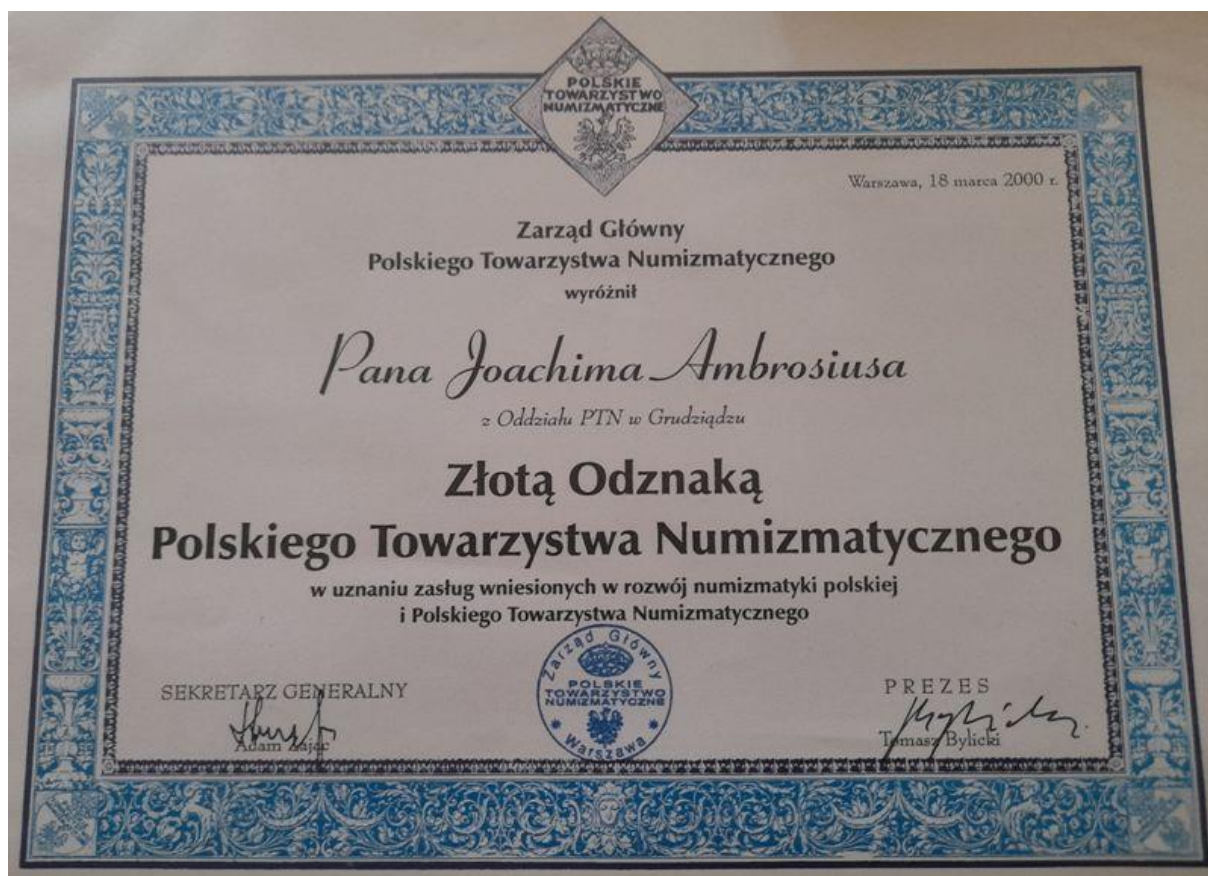 POLSKIE
TOWARZYSTWO
NUMIZMATYCZNE
Warszawa, 18 marca 2000 r.
Zarząd Główny
Polskiego Towarzystwa Numizmatycznego
wyróżnił
Pana Joachima Ambrosiusa
z Oddziału PTN w Grudziądzu
Złotą Odznaką
Polskiego Towarzystwa Numizmatycznego
w uznaniu zasług wniesionych w rozwój numizmatyki polskiej
i Polskiego Towarzystwa Numizmatycznego
Zarząd Główny
POLSKIE
TOWARZYSTWO
NUMIZMATYCZNE
* Warszawa *
SEKRETARZ GENERALNY
Adam Zając
PREZES
Tomasz Bylicki